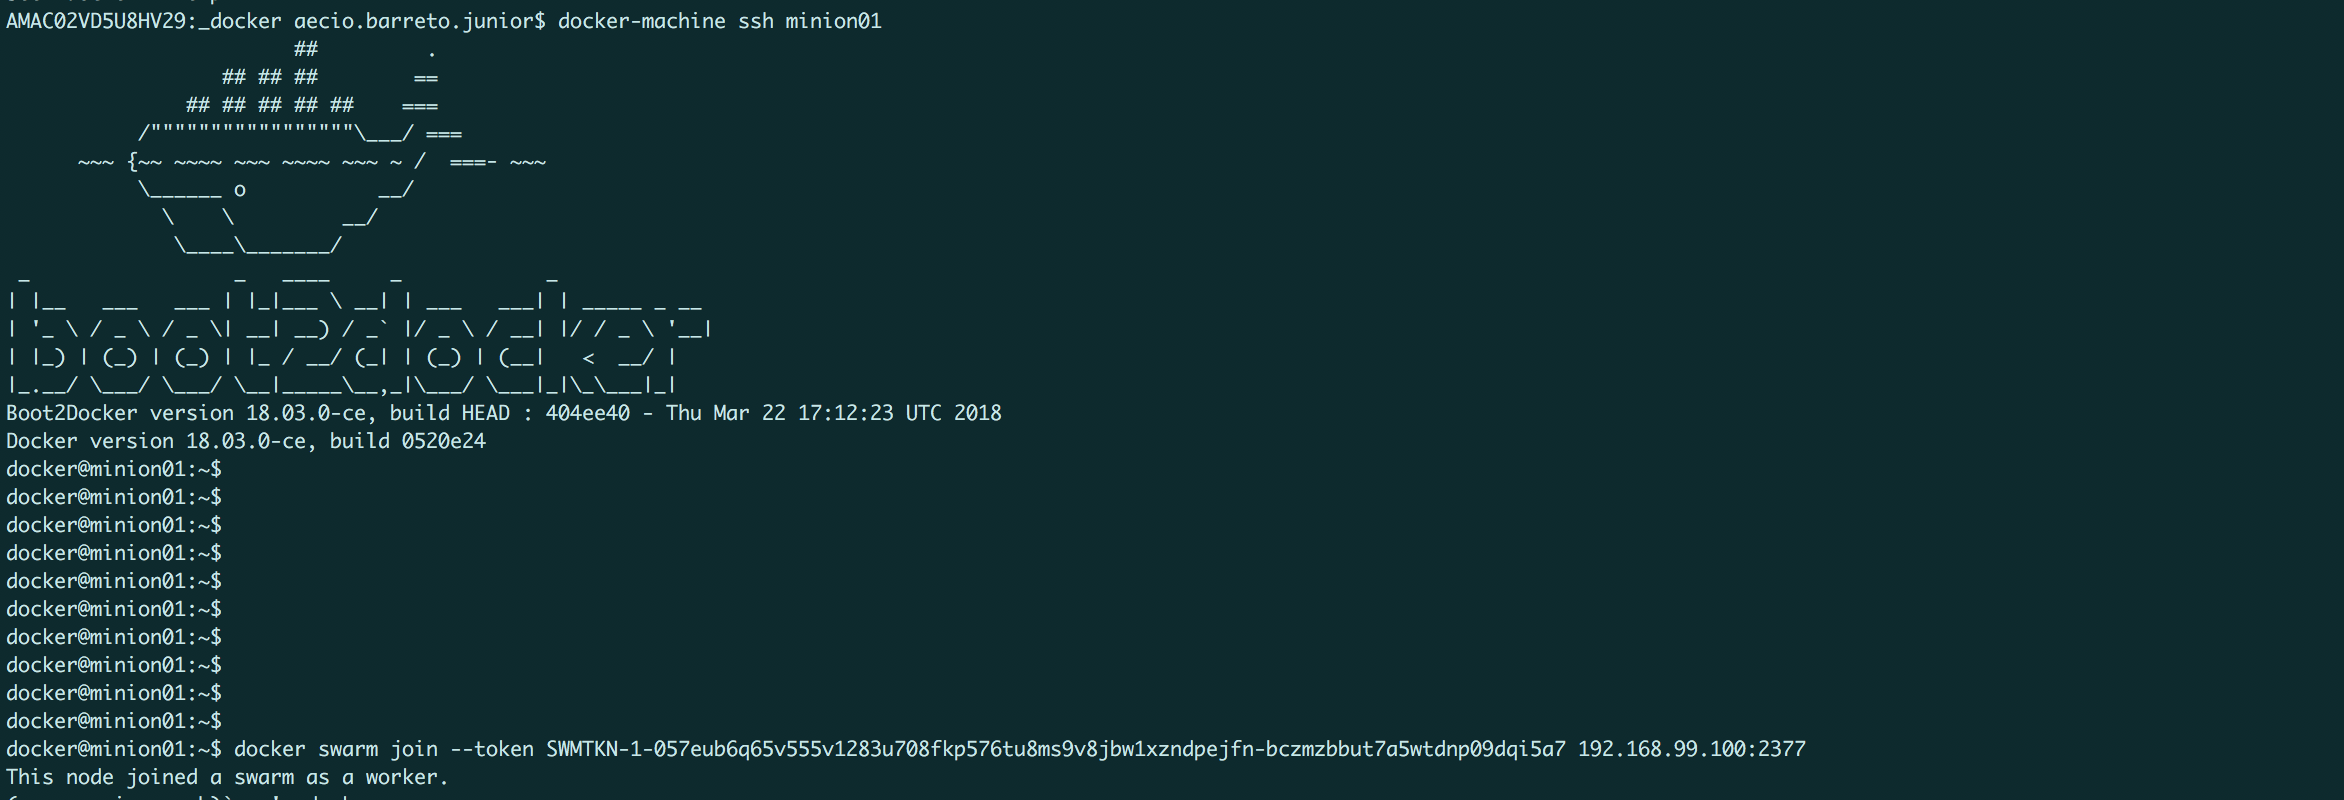 AMAC02VD5U8HV29:_docker aecio.barreto.junior$ docker-machine ssh minion01
                        ##         .
                  ## ## ##        ==
               ## ## ## ## ##    ===
           /"""""""""""""""""\___/ ===
      ~~~ {~~ ~~~~ ~~~ ~~~~ ~~~ ~ /  ===- ~~~
           \______ o           __/
             \    \         __/
              \____\_______/
 _                 _   ____     _            _
| |__   ___   ___ | |_|___ \ __| | ___   ___| | _____ _ __
| '_ \ / _ \ / _ \| __| __) / _` |/ _ \ / __| |/ / _ \ '__|
| |_) | (_) | (_) | |_ / __/ (_| | (_) | (__|   <  __/ |
|_.__/ \___/ \___/ \__|_____\__,_|\___/ \___|_|\_\___|_|
Boot2Docker version 18.03.0-ce, build HEAD : 404ee40 - Thu Mar 22 17:12:23 UTC 2018
Docker version 18.03.0-ce, build 0520e24
docker@minion01:~$
docker@minion01:~$
docker@minion01:~$
docker@minion01:~$
docker@minion01:~$
docker@minion01:~$
docker@minion01:~$
docker@minion01:~$
docker@minion01:~$
docker@minion01:~$
docker@minion01:~$ docker swarm join --token SWMTKN-1-057eub6q65v555v1283u708fkp576tu8ms9v8jbw1xzndpejfn-bczmzbbut7a5wtdnp09dqi5a7 192.168.99.100:2377
This node joined a swarm as a worker.